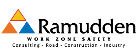 Ramudden
WORK ZONE SAFETY
Consulting · Road · Construction · Industry